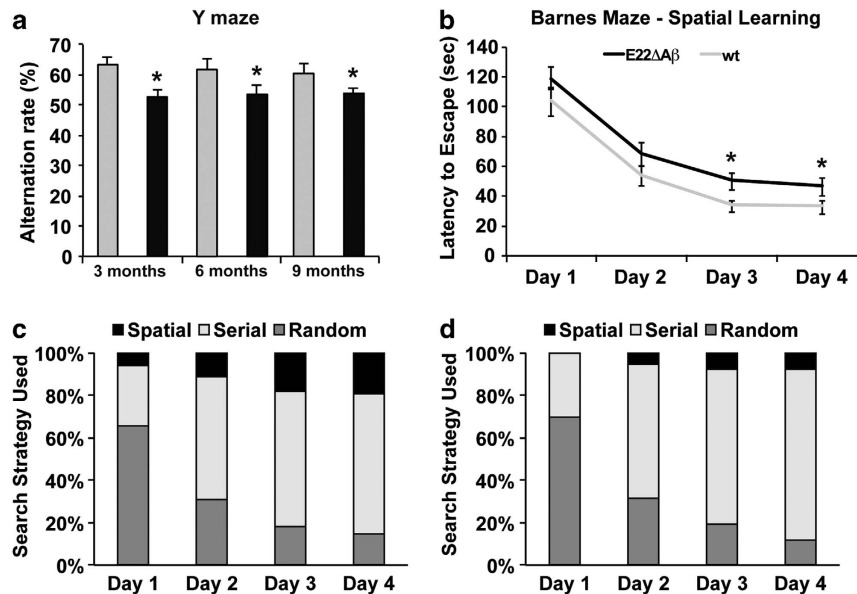 a
Y maze
Alternation rate (%)
70
60
50
40
30
20
10
0
*
*
*
3 months 6 months 9 months
b
Barnes Maze - Spatial Learning
E22ΔAβ wt
Latency to Escape (sec)
140
120
100
80
60
40
20
0
*
*
Day 1 Day 2 Day 3 Day 4
c
Spatial Serial Random
Search Strategy Used
100%
80%
60%
40%
20%
0%
Day 1 Day 2 Day 3 Day 4
d
Spatial Serial Random
Search Strategy Used
100%
80%
60%
40%
20%
0%
Day 1 Day 2 Day 3 Day 4